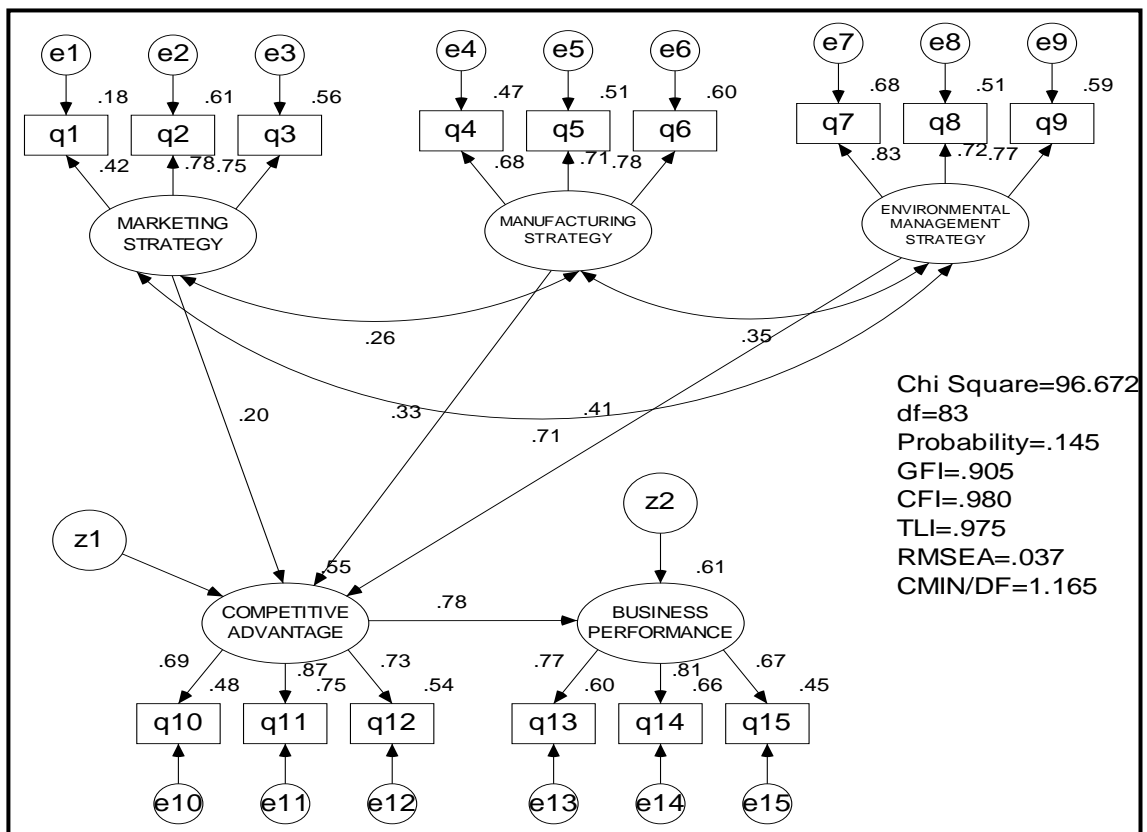 e1
e2
e3
e4
e5
e6
e7
e8
e9
.18
.61
.56
.47
.51
.60
.68
.51
.59
q1
q2
q3
q4
q5
q6
q7
q8
q9
.42
.78
.75
.68
.71
.78
.83
.72
.77
MARKETING
STRATEGY
MANUFACTURING
STRATEGY
ENVIRONMENTAL
MANAGEMENT
STRATEGY
.26
.35
.20
.33
.41
.71
Chi Square=96.672
df=83
Probability=.145
GFI=.905
CFI=.980
TLI=.975
RMSEA=.037
CMIN/DF=1.165
z1
z2
.55
.61
COMPETITIVE
ADVANTAGE
.78
BUSINESS
PERFORMANCE
.69
.87
.73
.77
.81
.67
.48
.75
.54
.60
.66
.45
q10
q11
q12
q13
q14
q15
e10
e11
e12
e13
e14
e15